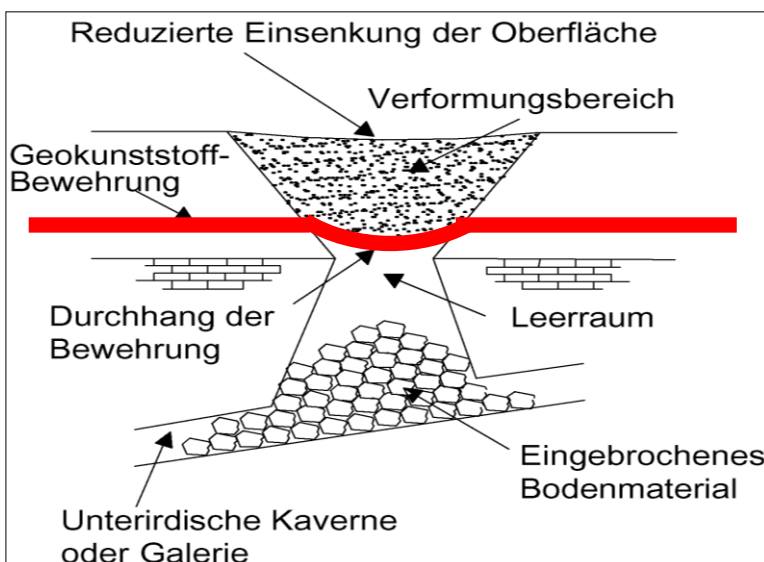 Reduzierte Einsenkung der Oberfläche
Verformungsbereich
Geokunststoff-
Bewehrung
Durchhang der
Bewehrung
Leerraum
Eingebrochenes
Bodenmaterial
Unterirdische Kaverne
oder Galerie